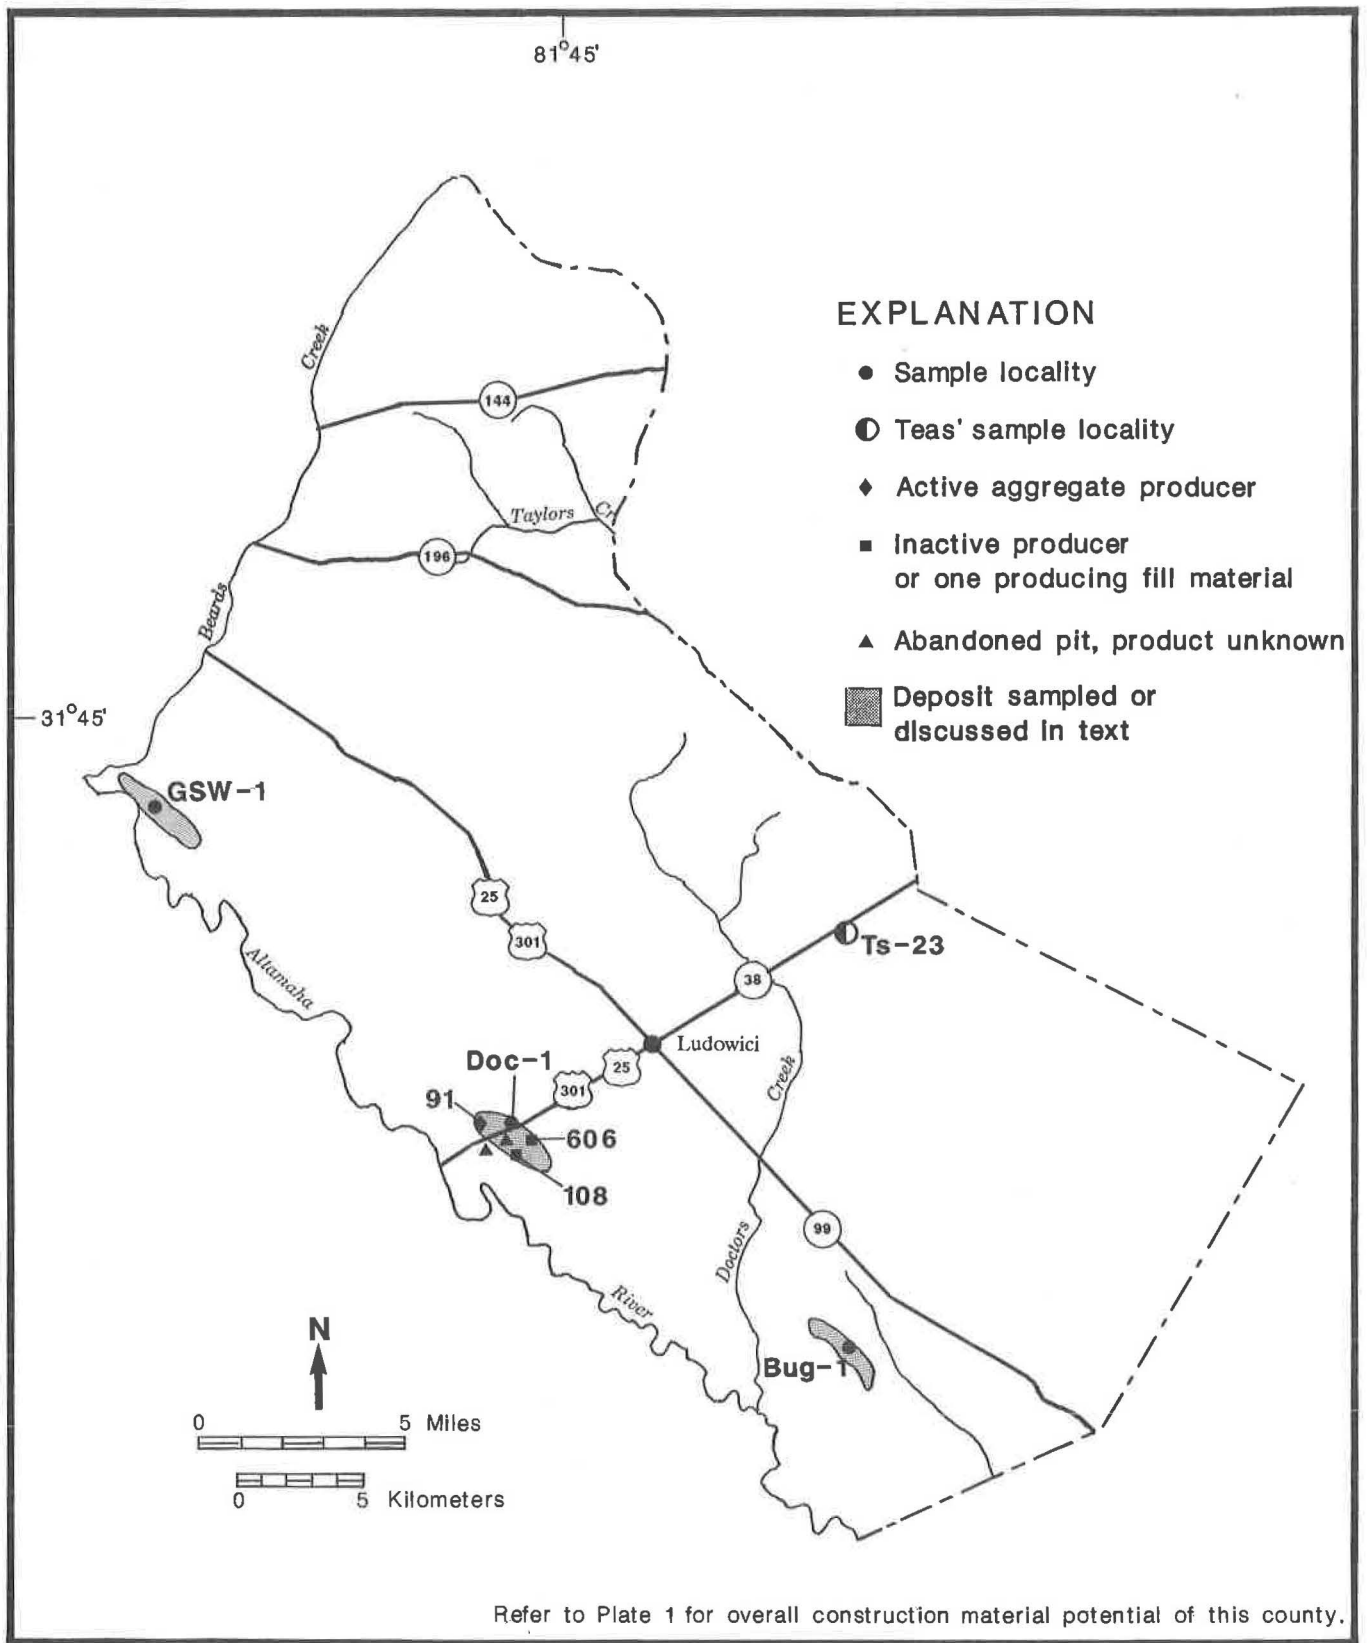 81°45'
EXPLANATION
Sample locality
Teas' sample locality
Active aggregate producer
Inactive producer
or one producing fill material
Abandoned pit, product unknown
Deposit sampled or
discussed in text
Creek
144
Taylors Cr
196
Beards
31°45'
GSW-1
25
301
Altamaha
Ts-23
38
Ludowici
Doc-1
25
301
91
606
108
Creek
99
Doctors
River
Bug-1
N
0 5 Miles
0 5 Kilometers
Refer to Plate 1 for overall construction material potential of this county.